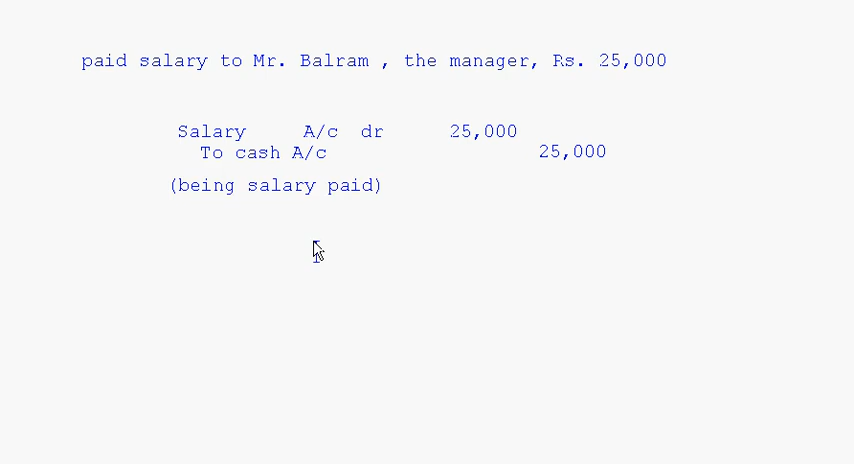 paid salary to Mr. Balram , the manager, Rs. 25,000
Salary A/c dr 25,000
To cash A/c 25,000
(being salary paid)